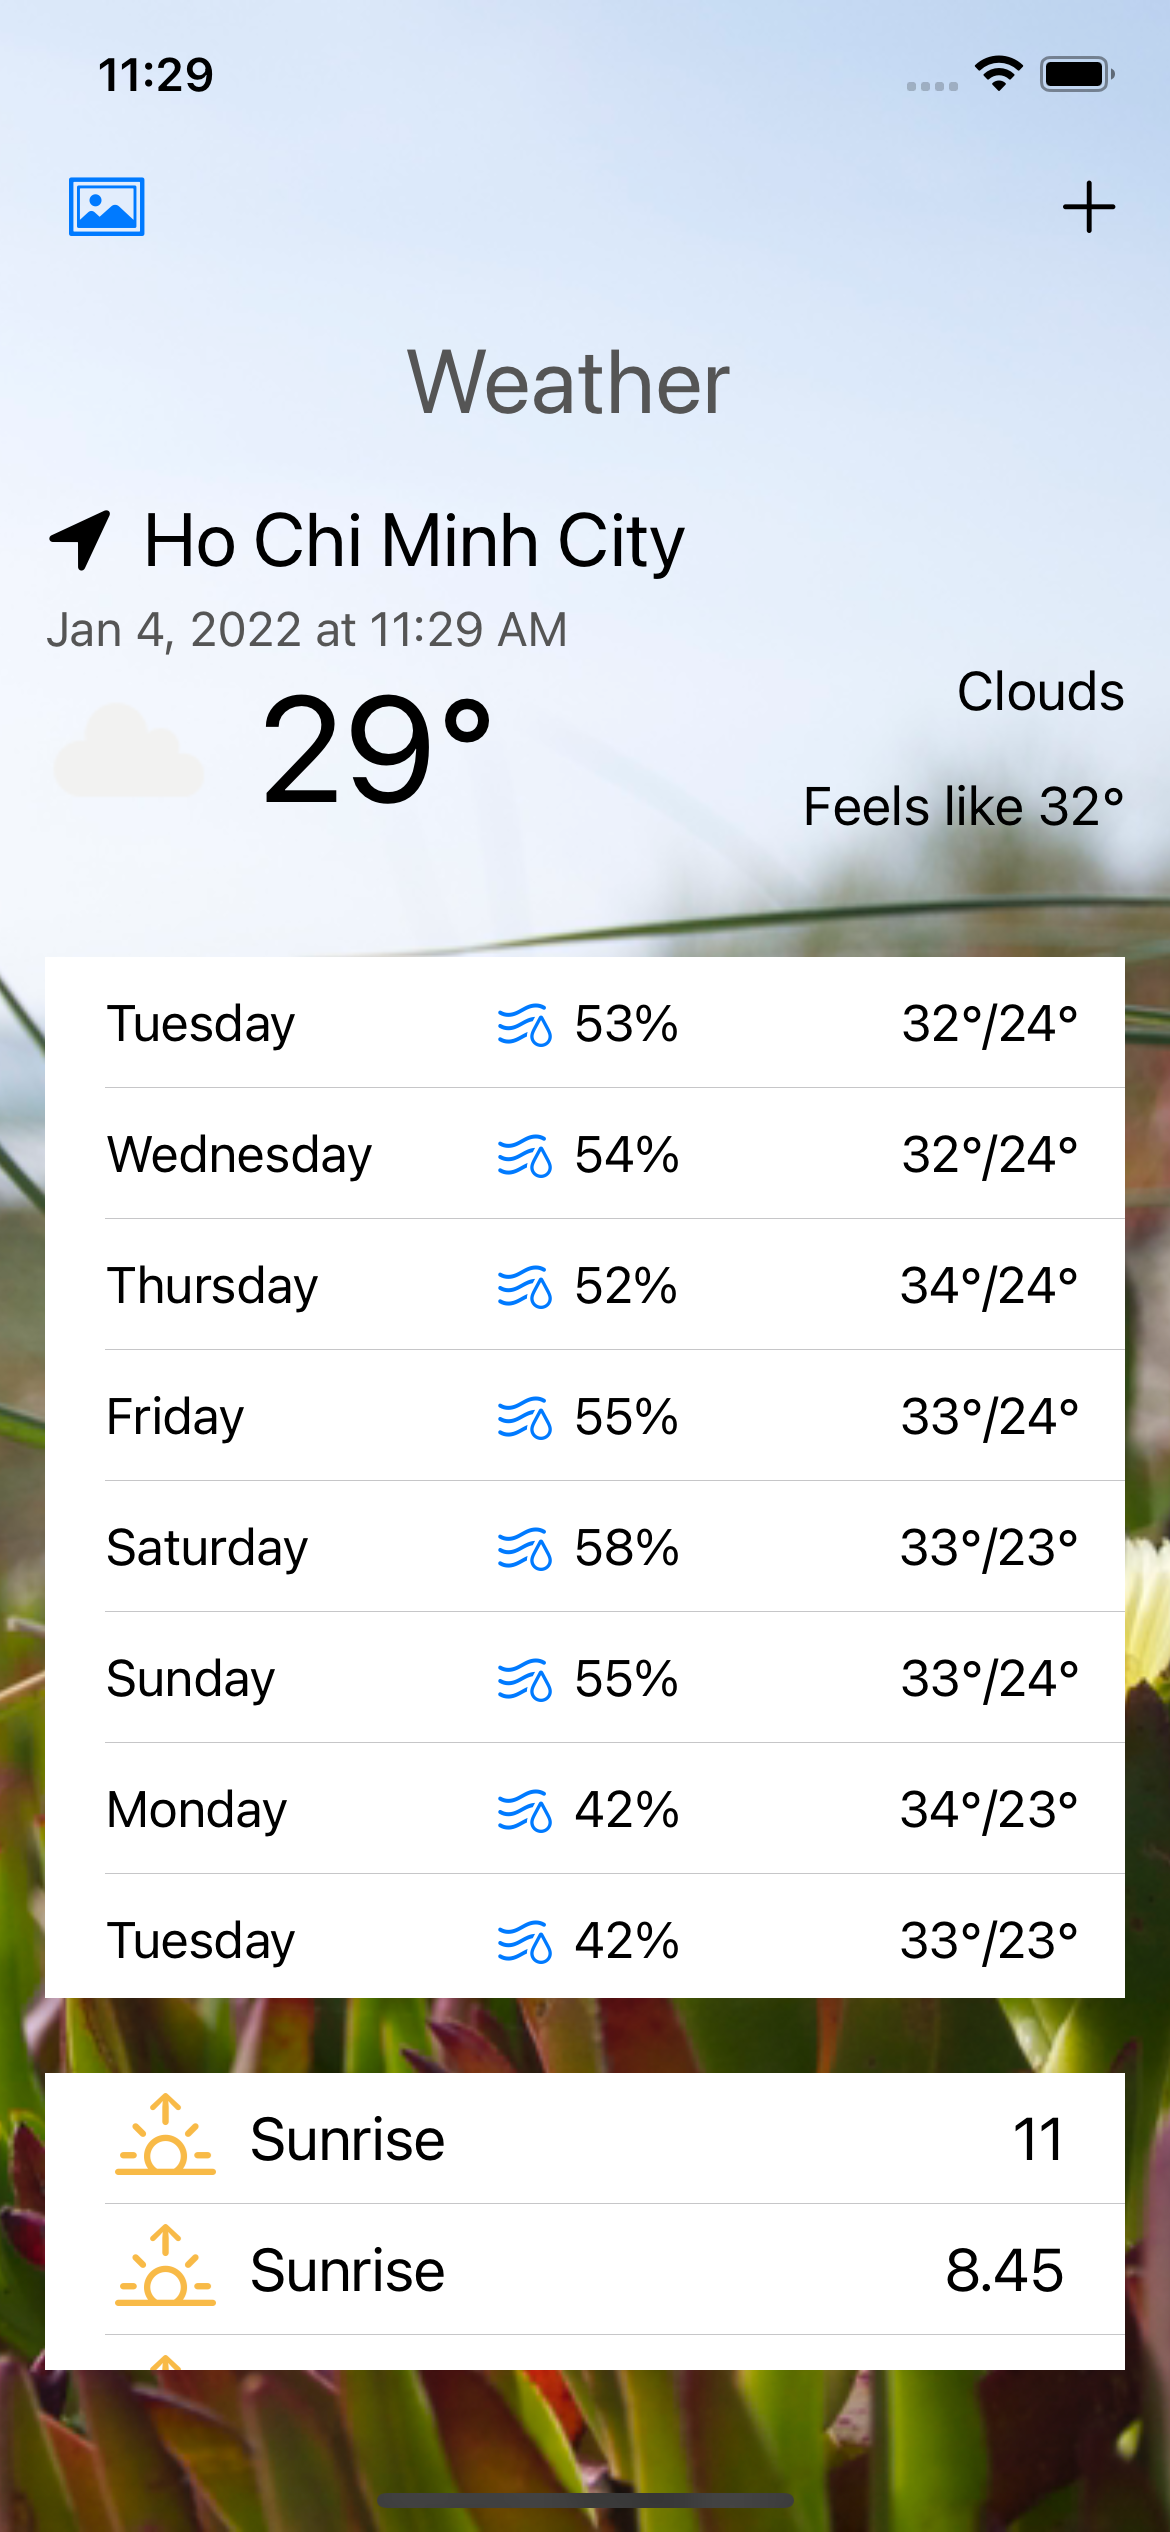 11:29
Weather
Ho Chi Minh City
Jan 4, 2022 at 11:29 AM
29°
Clouds
Feels like 32°
Tuesday 53% 32°/24°
Wednesday 54% 32°/24°
Thursday 52% 34°/24°
Friday 55% 33°/24°
Saturday 58% 33°/23°
Sunday 55% 33°/24°
Monday 42% 34°/23°
Tuesday 42% 33°/23°
Sunrise 11
Sunrise 8.45